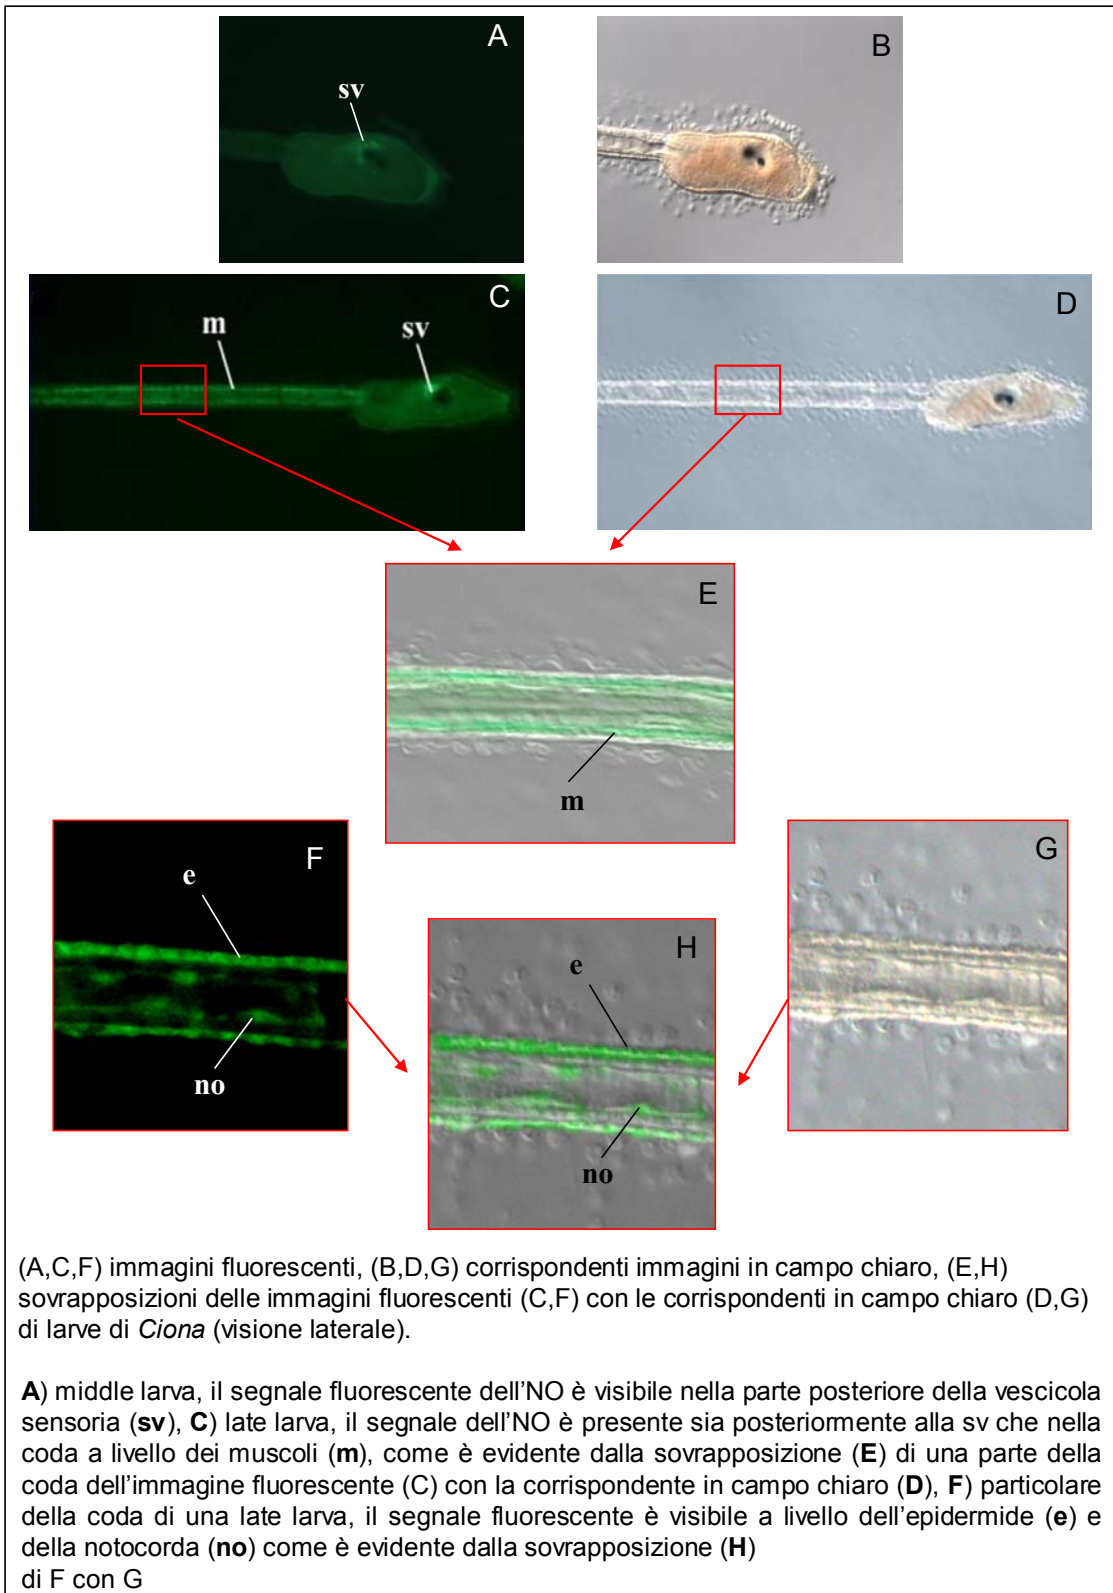 A
B
sv
C
D
m
sv
E
m
F
G
e
H
e
no
no
(A,C,F) immagini fluorescenti, (B,D,G) corrispondenti immagini in campo chiaro, (E,H)
sovrapposizioni delle immagini fluorescenti (C,F) con le corrispondenti in campo chiaro (D,G)
di larve di Ciona (visione laterale).
A) middle larva, il segnale fluorescente dell'NO è visibile nella parte posteriore della vescicola
sensoria (sv), C) late larva, il segnale dell'NO è presente sia posteriormente alla sv che nella
coda a livello dei muscoli (m), come è evidente dalla sovrapposizione (E) di una parte della
coda dell'immagine fluorescente (C) con la corrispondente in campo chiaro (D), F) particolare
della coda di una late larva, il segnale fluorescente è visibile a livello dell'epidermide (e) e
della notocorda (no) come è evidente dalla sovrapposizione (H)
di F con G